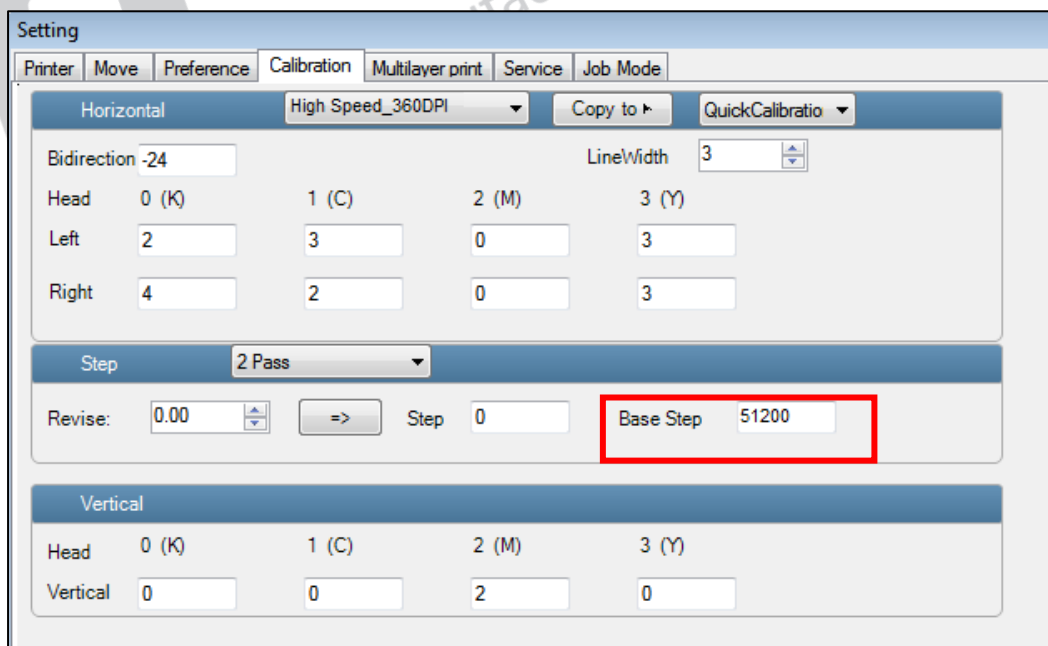 Setting
Printer Move Preference Calibration Multilayer print Service Job Mode
Horizontal High Speed_360DPI Copy to QuickCalibratio
Bidirection -24 LineWidth 3
Head 0 (K) 1 (C) 2 (M) 3 (Y)
Left 2 3 0 3
Right 4 2 0 3
Step 2 Pass
Revise: 0.00 => Step 0 Base Step 51200
Vertical
Head 0 (K) 1 (C) 2 (M) 3 (Y)
Vertical 0 0 2 0